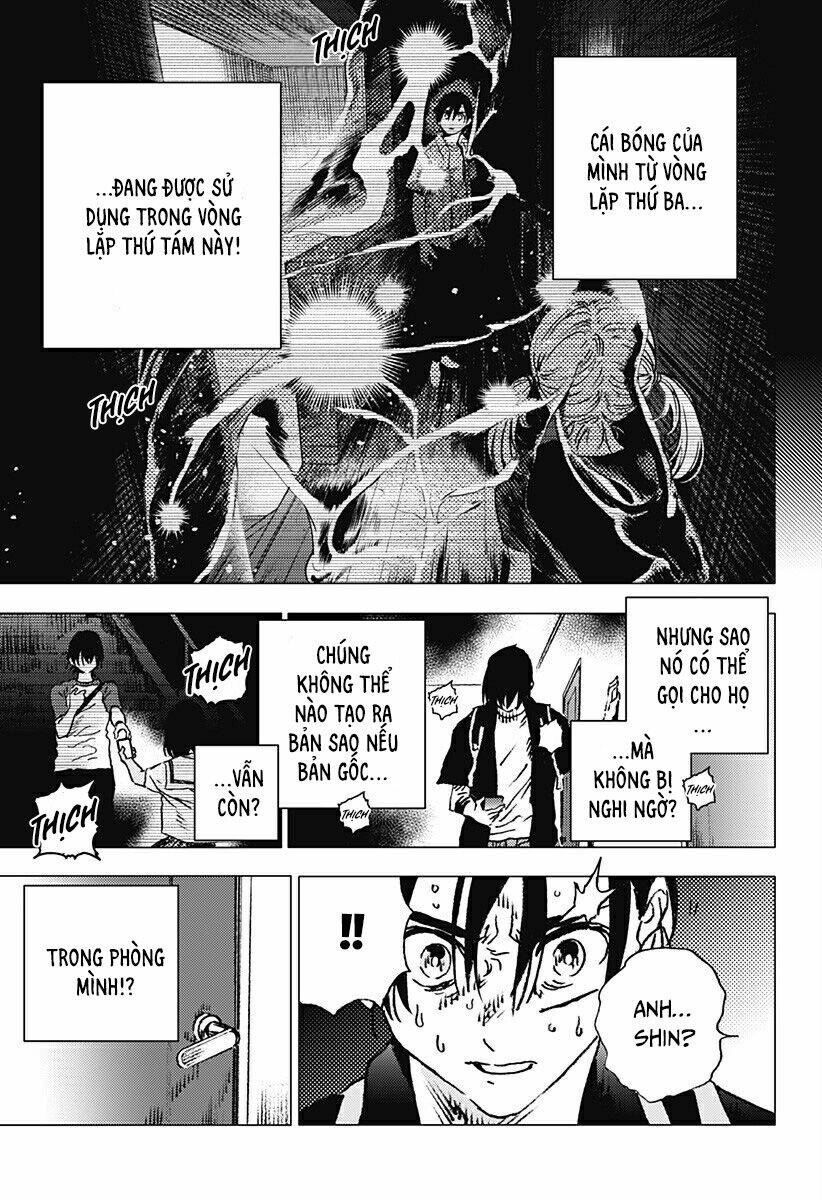 THỊCH
CÁI BÓNG CỦA
MÌNH TỪ VÒNG
LẶP THỨ BA...
...ĐANG ĐƯỢC SỬ
DỤNG TRONG VÒNG
LẶP THỨ TÁM NÀY!
THỊCH
NHƯNG SAO
NÓ CÓ THỂ
GỌI CHO HỌ
...
...MÀ
KHÔNG BỊ
NGHI NGỜ?
THỊCH
THỊCH
THỊCH
CHÚNG
KHÔNG THỂ
NÀO TẠO RA
BẢN SAO NẾU
BẢN GỐC...
THỊCH
...VẪN
CÒN?
THỊCH
!!
ANH...
SHIN?
TRONG PHÒNG
MÌNH!?